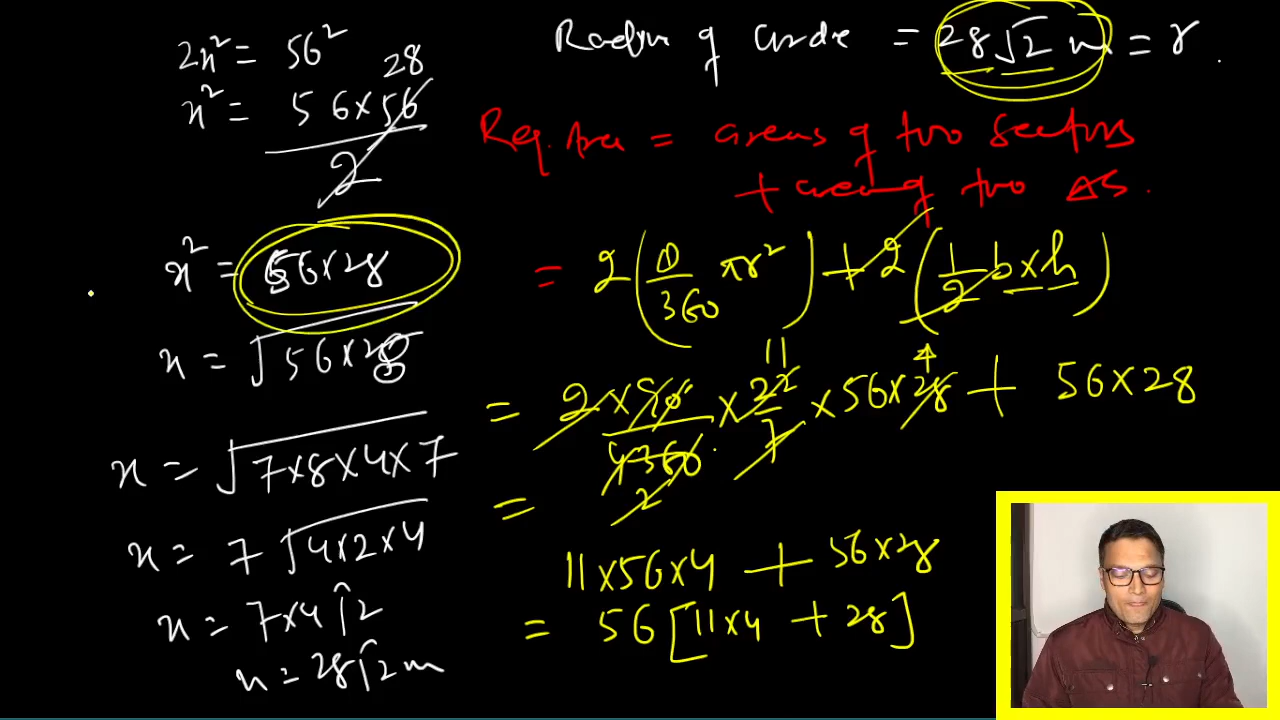 2x² = 56²
x² = 56×56 28 / 2
x² = 56×28
x = √56×28
x = √7×8×4×7
x = 7√4×2×4
x = 7×4√2
x = 28√2 m
Radius of circle = 28√2 m = r
Req. Area = areas of two sectors
+ area of two Δs.
= 2(θ/360 πr²) + 2(1/2 b×h)
= 2×90/360 4 2 × 22/7 11 × 56×28 4 + 56×28
=
11×56×4 + 56×28
= 56[11×4 + 28]